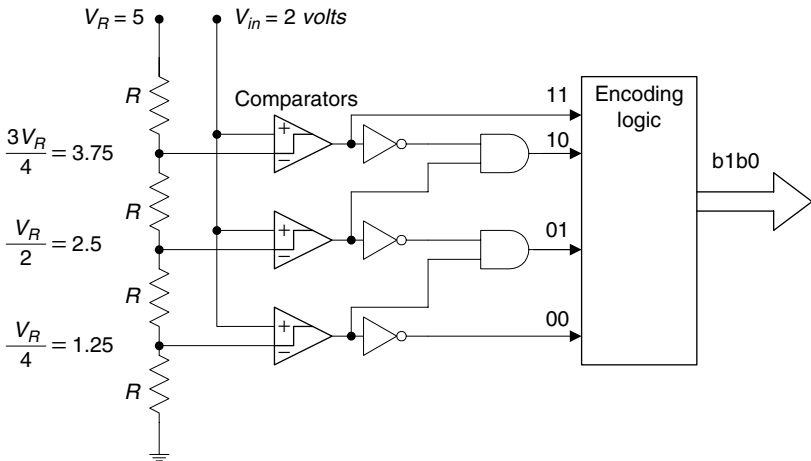 V_R = 5
V_in = 2 volts
R
Comparators
11
Encoding
logic
+
−
3V_R/4 = 3.75
10
b1b0
R
+
−
V_R/2 = 2.5
01
R
+
−
V_R/4 = 1.25
00
R